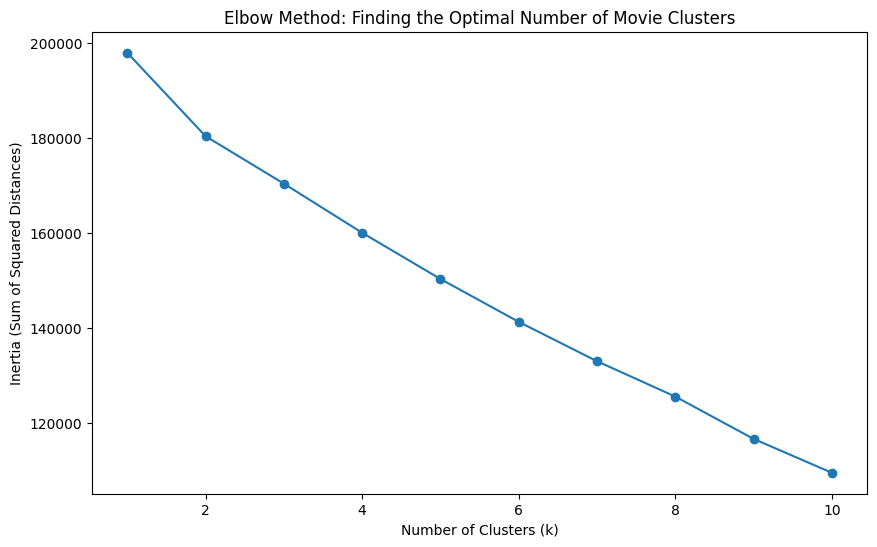 Elbow Method: Finding the Optimal Number of Movie Clusters
200000
180000
160000
140000
120000
Inertia (Sum of Squared Distances)
2 4 6 8 10
Number of Clusters (k)